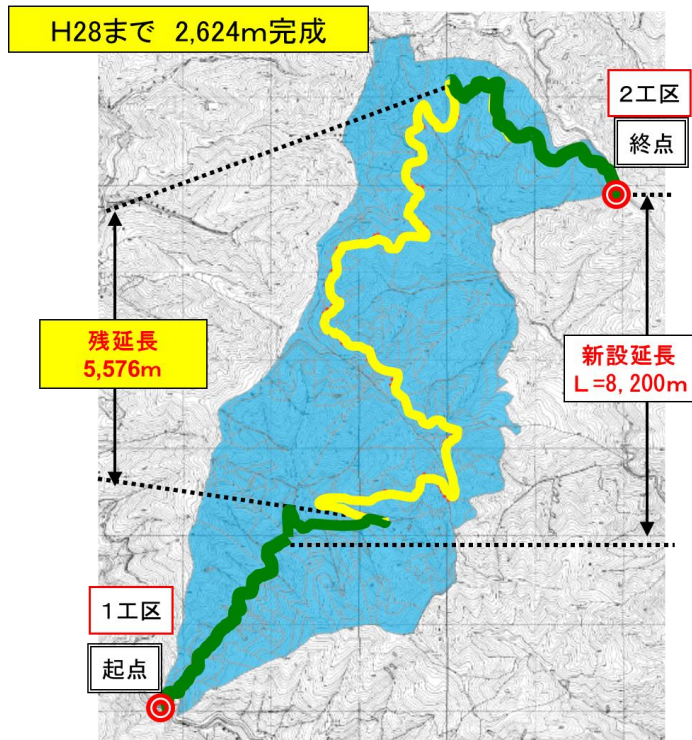 H28まで 2,624m完成
2工区
終点
残延長
5,576m
新設延長
L=8,200m
1工区
起点